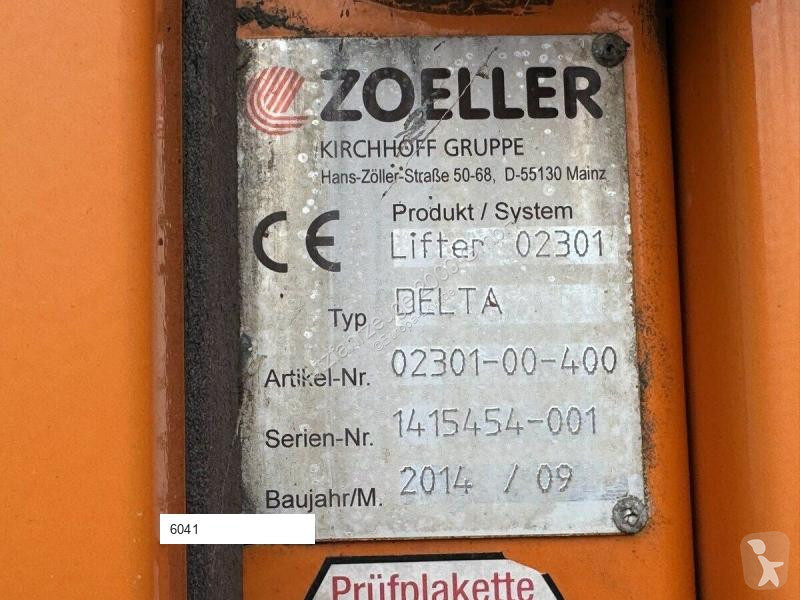 ZOELLER
KIRCHHOFF GRUPPE
Hans-Zöller-Straße 50-68, D-55130 Mainz
CE
Produkt / System
Lifter 02301
Typ DELTA
Artikel-Nr. 02301-00-400
Serien-Nr. 1415454-001
Baujahr/M. 2014 / 09
6041
Prüfplakette